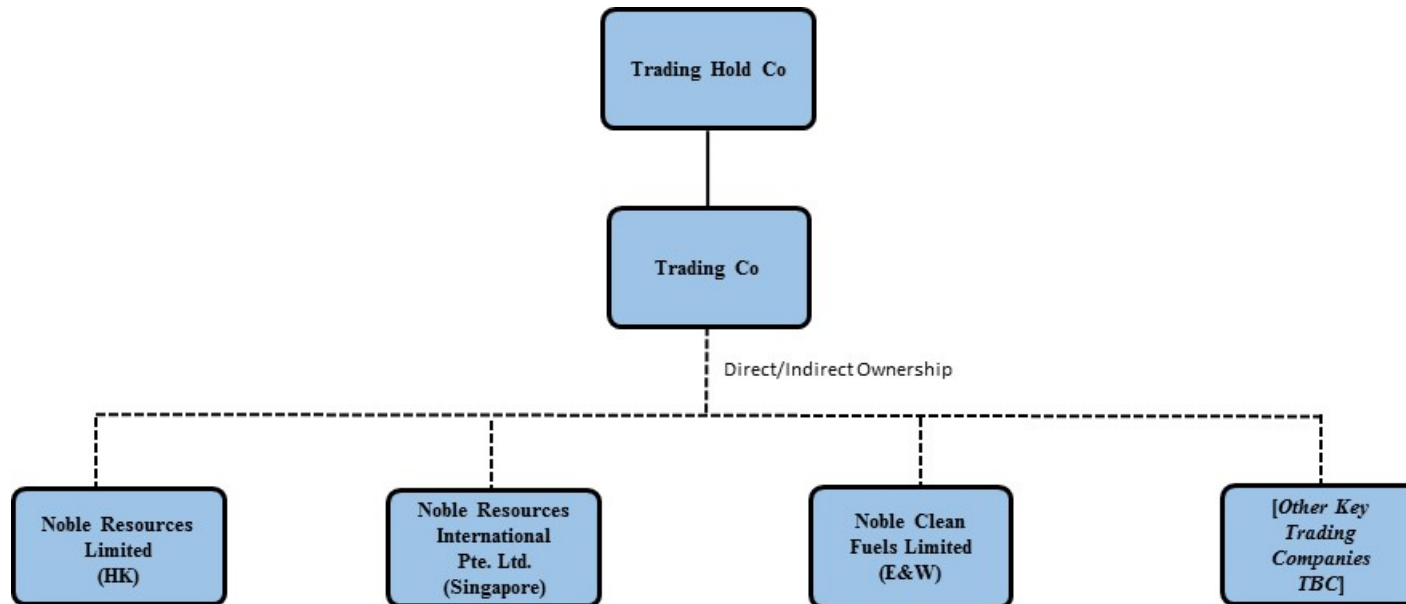 Trading Hold Co
Trading Co
Direct/Indirect Ownership
Noble Resources
Limited
(HK)
Noble Resources
International
Pte. Ltd.
(Singapore)
Noble Clean
Fuels Limited
(E&W)
[Other Key
Trading
Companies
TBC]